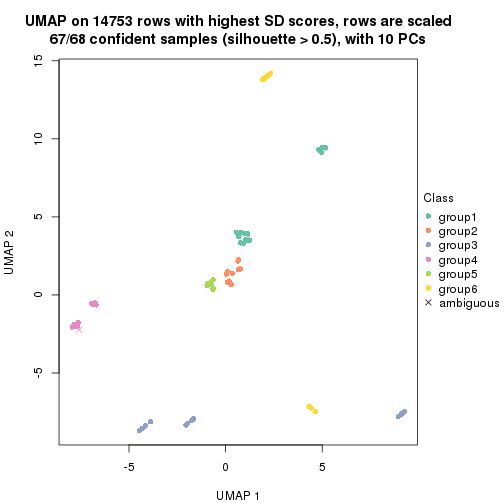 UMAP on 14753 rows with highest SD scores, rows are scaled
67/68 confident samples (silhouette > 0.5), with 10 PCs
15
10
5
0
-5
UMAP 2
-5
0
5
UMAP 1
Class
group1
group2
group3
group4
group5
group6
ambiguous